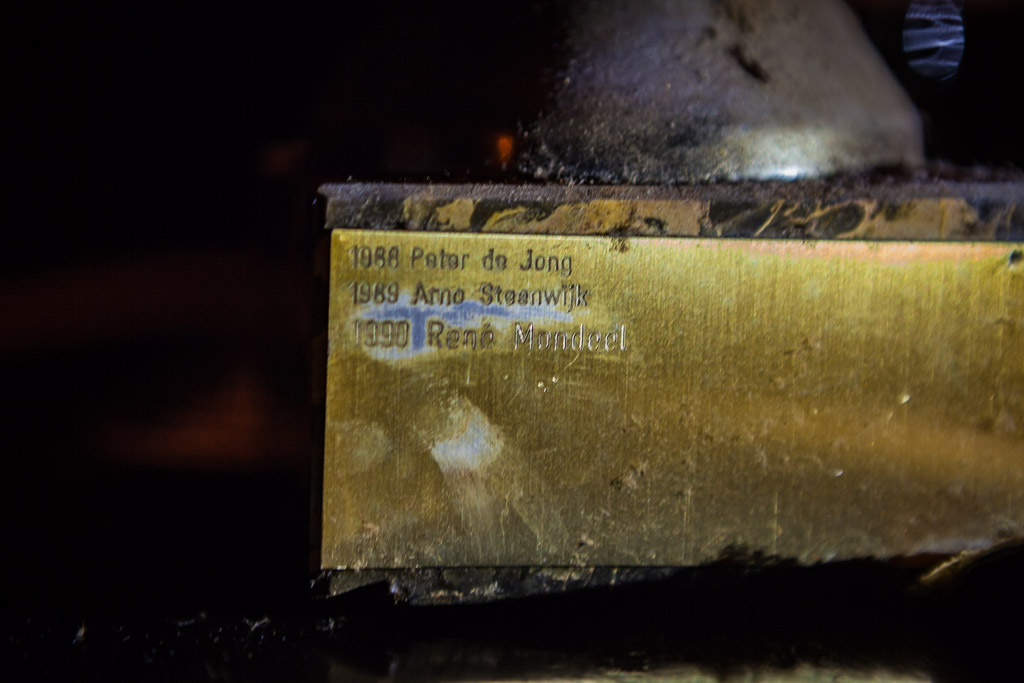 1988 Peter de Jong
1989 Arno Steenwijk
1990 René Mondeel